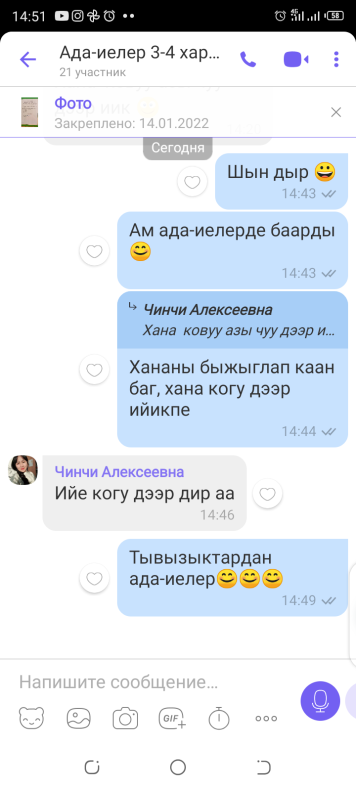 14:51
4G
58
Ада-иелер 3-4 хар...
21 участник
Фото
Закреплено: 14.01.2022
Сегодня
Шын дыр 😀
14:43
Ам ада-иелерде баарды
😊
14:43
Чинчи Алексеевна
Хана ковуу азы чуу дээр и...
Хананы быжыглап каан
баг, хана когу дээр
ийикпе
14:44
Чинчи Алексеевна
Ийе когу дээр дир аа
14:46
Тывызыктардан
ада-иелер😊😊😊
14:49
Напишите сообщение...
GIF